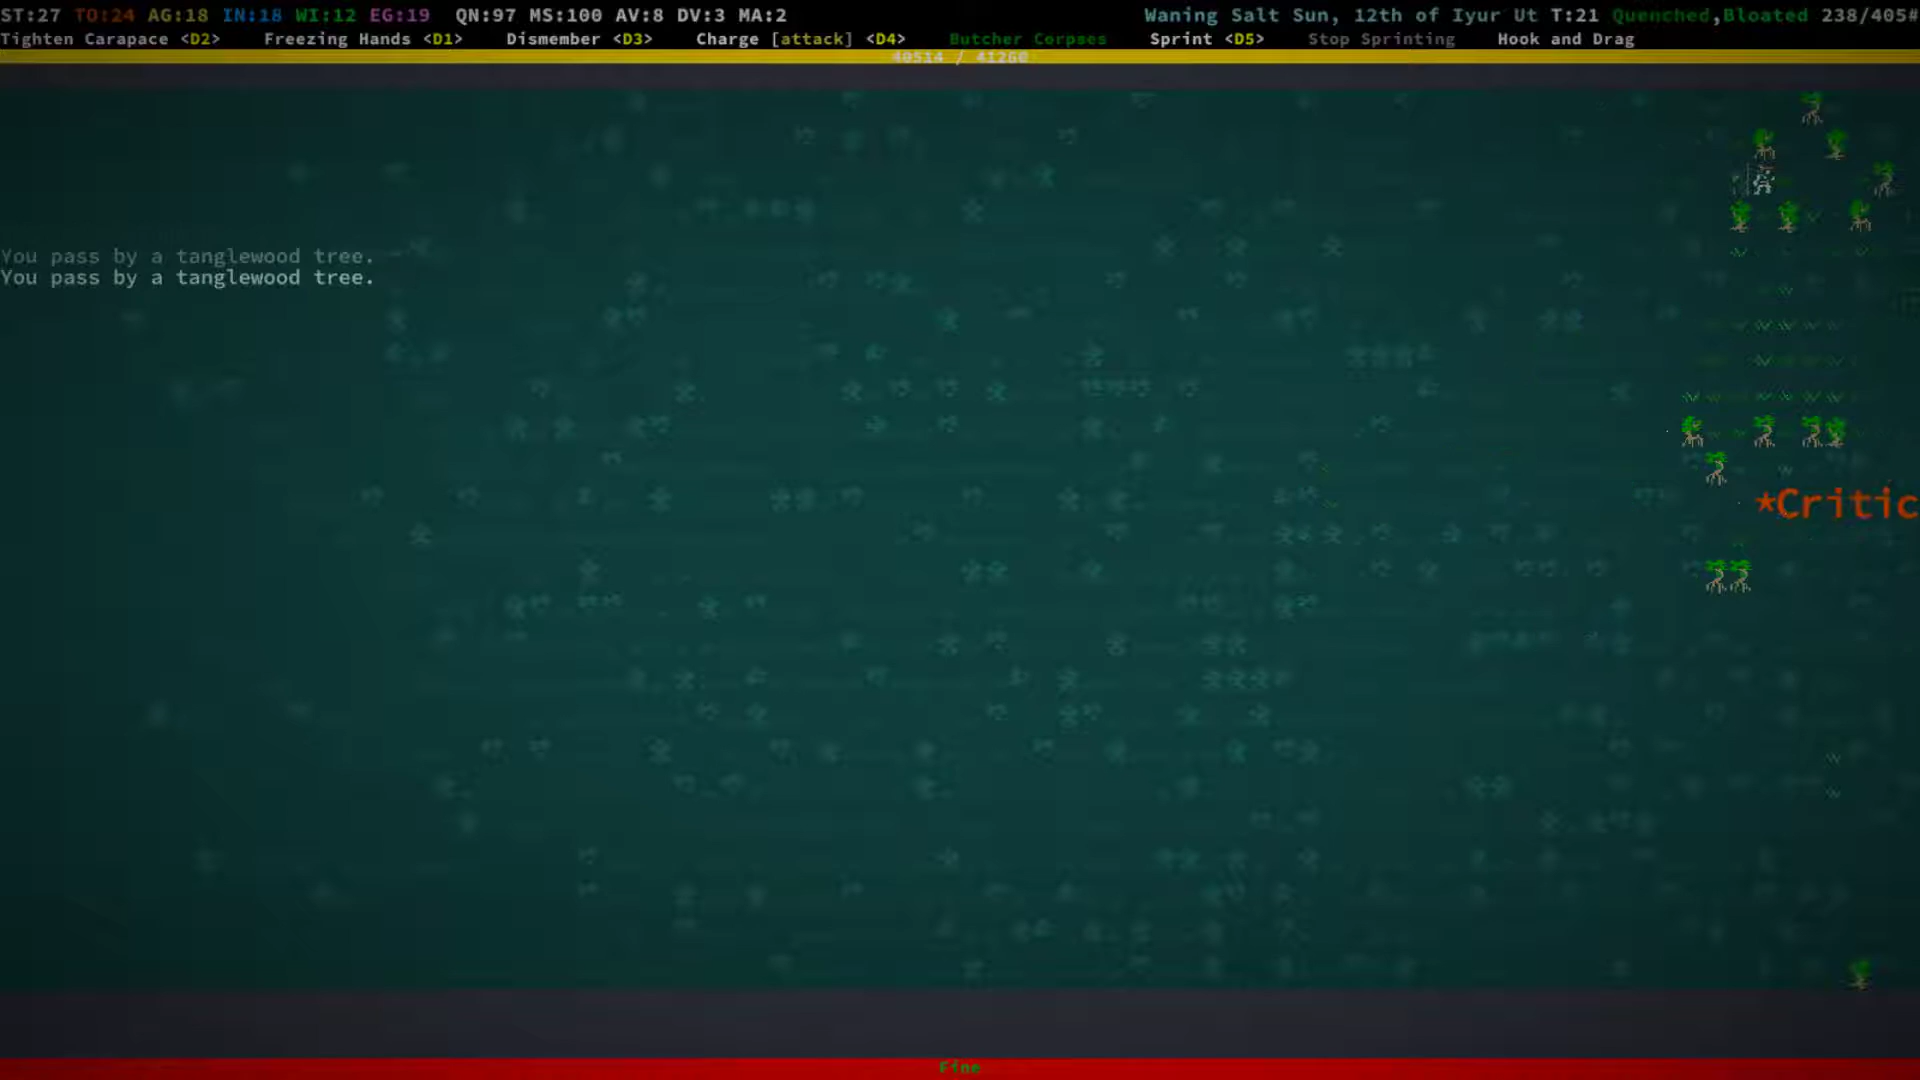 ST:27 TO:24 AG:18 IN:18 WI:12 EG:19 QN:97 MS:100 AV:8 DV:3 MA:2 Waning Salt Sun, 12th of Iyur Ut T:21 Quenched,Bloated 238/405#
Tighten Carapace <D2> Freezing Hands <D1> Dismember <D3> Charge [attack] <D4> Butcher Corpses Sprint <D5> Stop Sprinting Hook and Drag
40514 / 41260
You pass by a tanglewood tree.
You pass by a tanglewood tree.
*Critic
Fine